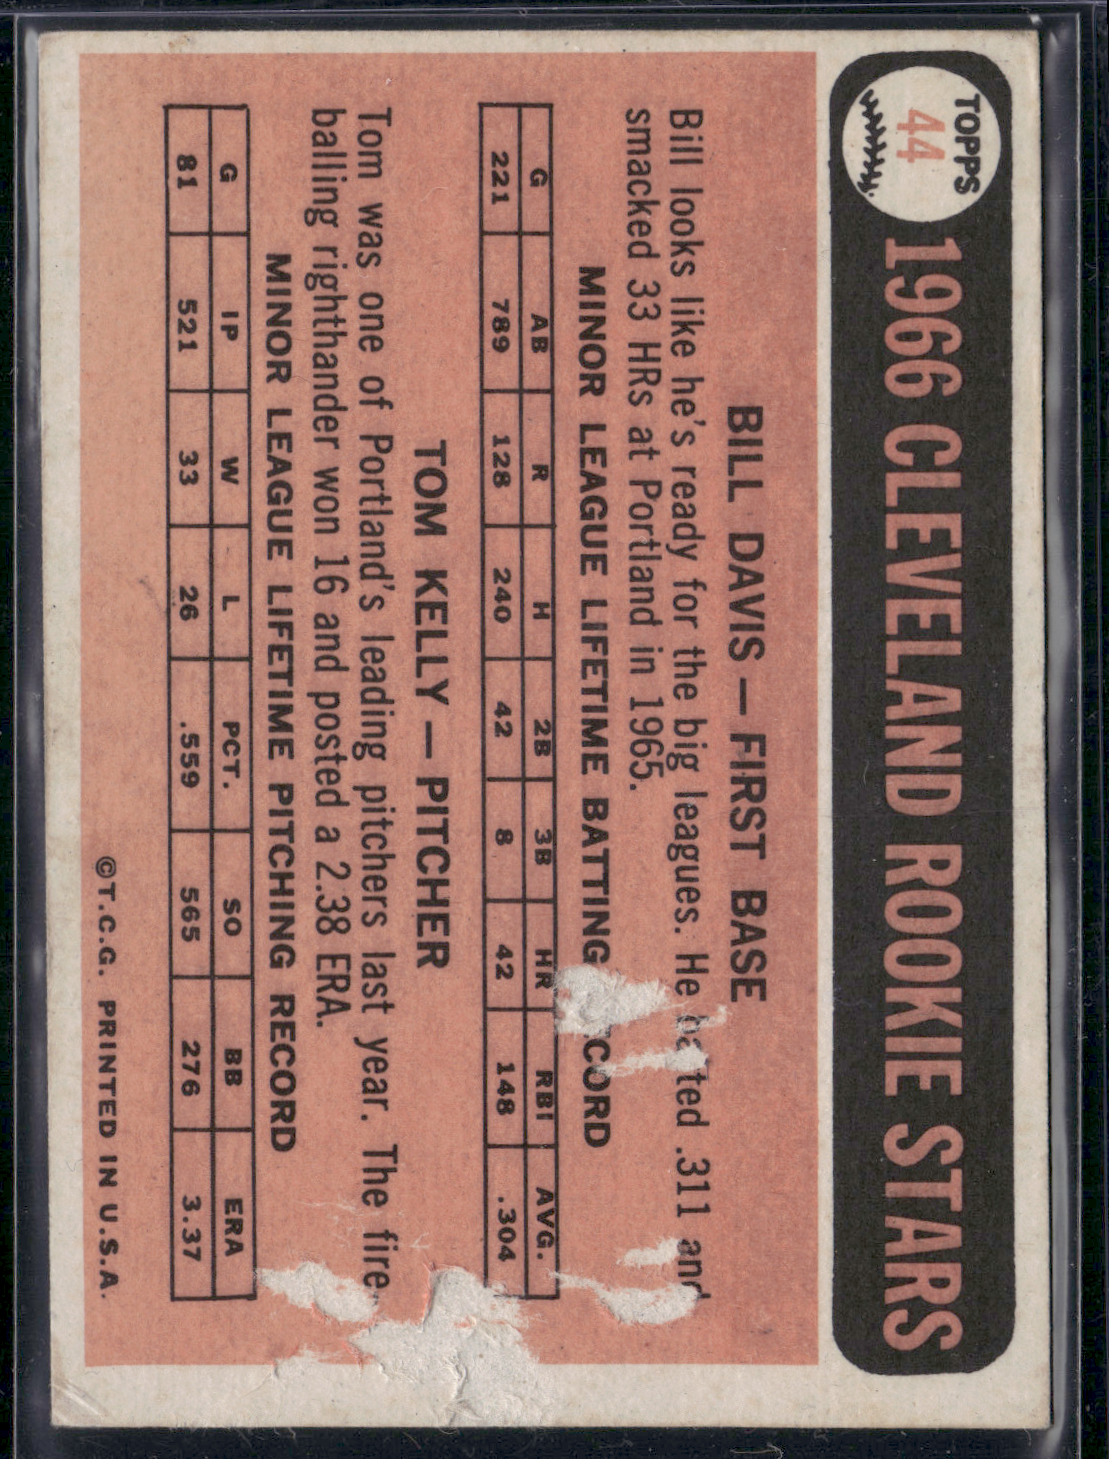 TOPPS
44
1966 CLEVELAND ROOKIE STARS
BILL DAVIS — FIRST BASE
Bill looks like he's ready for the big leagues. He batted .311 and
smacked 33 HRs at Portland in 1965.
MINOR LEAGUE LIFETIME BATTING CORD
G AB R H 2B 3B HR RBI AVG.
221 789 128 240 42 8 42 148 .304
TOM KELLY — PITCHER
Tom was one of Portland's leading pitchers last year. The fire
balling righthander won 16 and posted a 2.38 ERA.
MINOR LEAGUE LIFETIME PITCHING RECORD
G IP W L PCT. SO BB ERA
81 521 33 26 .559 565 276 3.37
©T.C.G. PRINTED IN U.S.A.